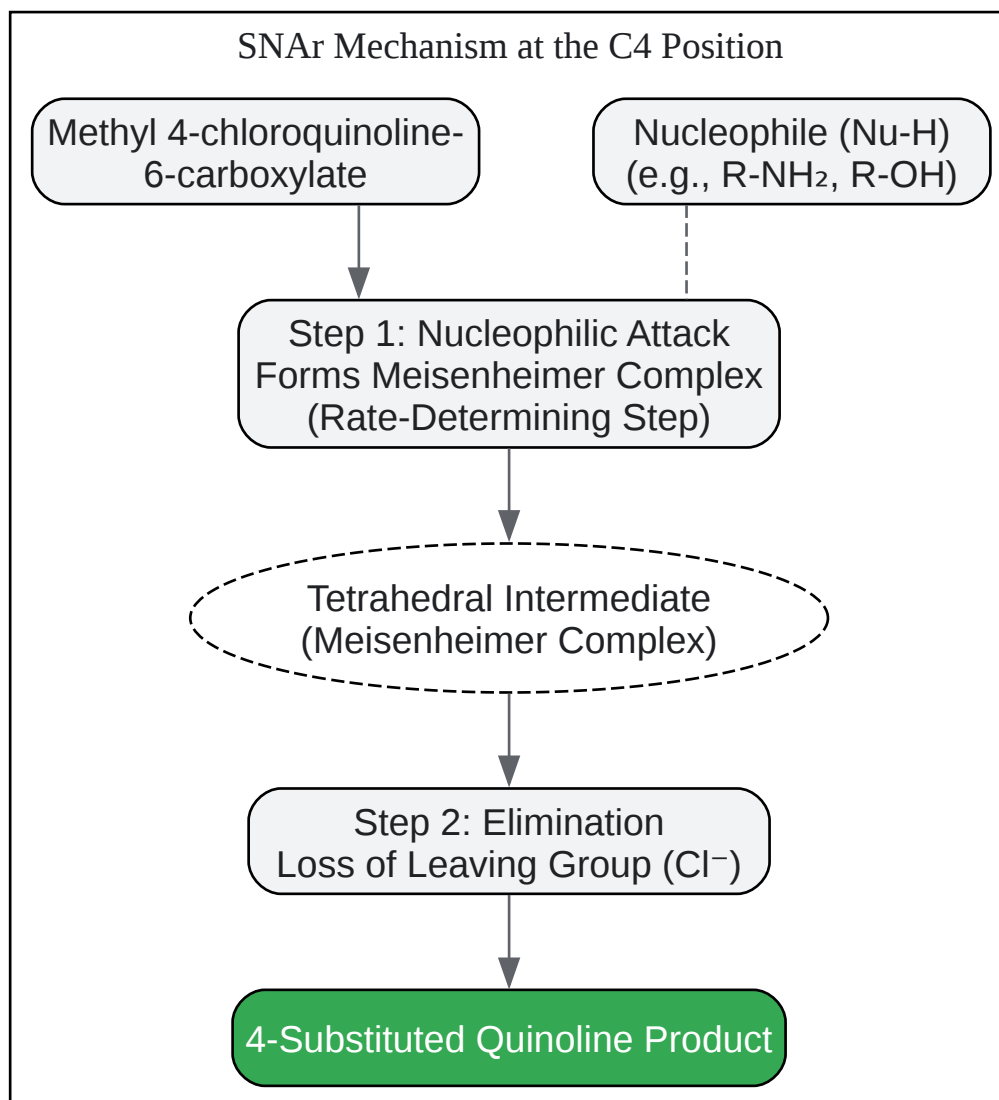 SNAr Mechanism at the C4 Position
Methyl 4-chloroquinoline-
6-carboxylate
Nucleophile (Nu-H)
(e.g., R-NH₂, R-OH)
Step 1: Nucleophilic Attack
Forms Meisenheimer Complex
(Rate-Determining Step)
Tetrahedral Intermediate
(Meisenheimer Complex)
Step 2: Elimination
Loss of Leaving Group (Cl⁻)
4-Substituted Quinoline Product